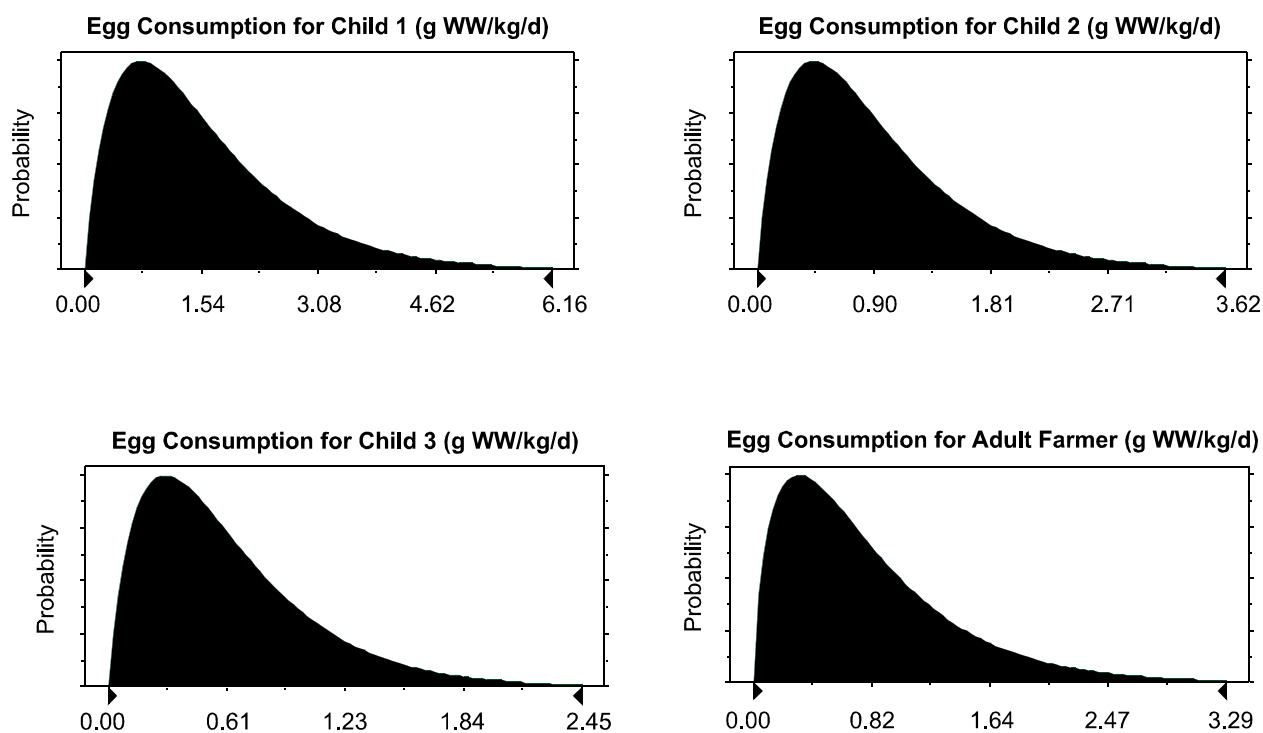 Egg Consumption for Child 1 (g WW/kg/d)
Probability
0.00 1.54 3.08 4.62 6.16
Egg Consumption for Child 2 (g WW/kg/d)
Probability
0.00 0.90 1.81 2.71 3.62
Egg Consumption for Child 3 (g WW/kg/d)
Probability
0.00 0.61 1.23 1.84 2.45
Egg Consumption for Adult Farmer (g WW/kg/d)
Probability
0.00 0.82 1.64 2.47 3.29